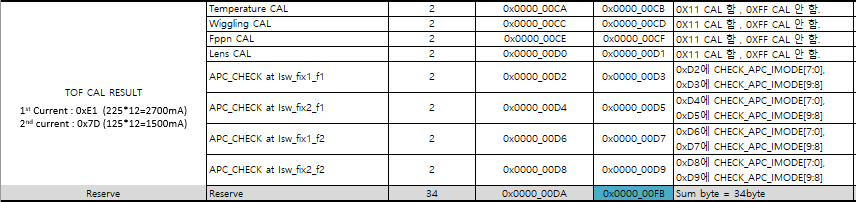 Temperature CAL 2 0x0000_00CA 0x0000_00CB 0X11 CAL 함 , 0XFF CAL 안 함.
Wiggling CAL 2 0x0000_00CC 0x0000_00CD 0X11 CAL 함 , 0XFF CAL 안 함.
Fppn CAL 2 0x0000_00CE 0x0000_00CF 0X11 CAL 함 , 0XFF CAL 안 함.
Lens CAL 2 0x0000_00D0 0x0000_00D1 0X11 CAL 함 , 0XFF CAL 안 함.
TOF CAL RESULT
1st Current : 0xE1 (225*12=2700mA)
2nd current : 0x7D (125*12=1500mA)
APC_CHECK at Isw_fix1_f1 2 0x0000_00D2 0x0000_00D3 0xD2에 CHECK_APC_IMODE[7:0],
0xD3에 CHECK_APC_IMODE[9:8]
APC_CHECK at Isw_fix2_f1 2 0x0000_00D4 0x0000_00D5 0xD4에 CHECK_APC_IMODE[7:0],
0xD5에 CHECK_APC_IMODE[9:8]
APC_CHECK at Isw_fix1_f2 2 0x0000_00D6 0x0000_00D7 0xD6에 CHECK_APC_IMODE[7:0],
0xD7에 CHECK_APC_IMODE[9:8]
APC_CHECK at Isw_fix2_f2 2 0x0000_00D8 0x0000_00D9 0xD8에 CHECK_APC_IMODE[7:0],
0xD9에 CHECK_APC_IMODE[9:8]
Reserve Reserve 34 0x0000_00DA 0x0000_00FB Sum byte = 34byte